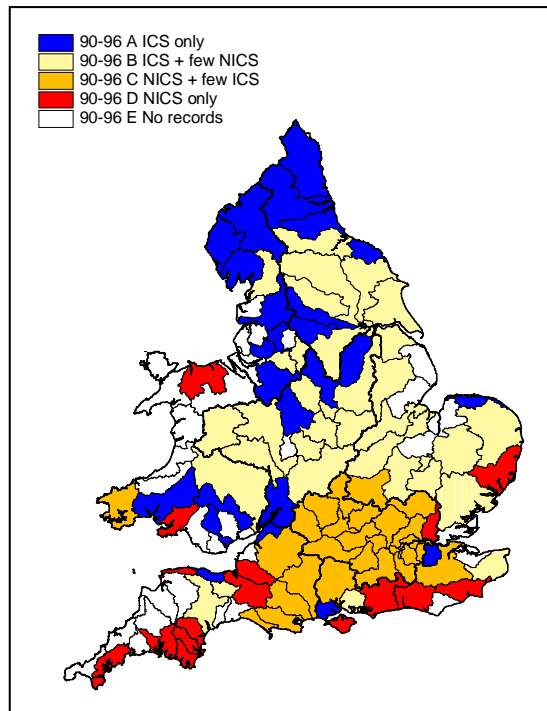 90-96 A ICS only
90-96 B ICS + few NICS
90-96 C NICS + few ICS
90-96 D NICS only
90-96 E No records